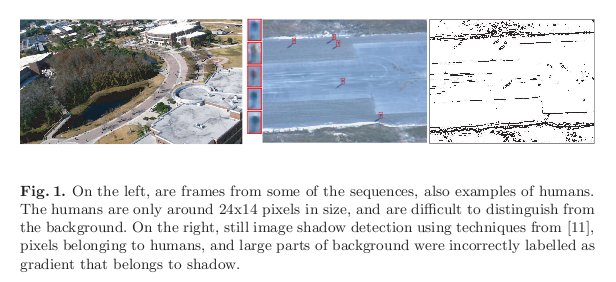 Fig. 1. On the left, are frames from some of the sequences, also examples of humans.
The humans are only around 24x14 pixels in size, and are difficult to distinguish from
the background. On the right, still image shadow detection using techniques from [11],
pixels belonging to humans, and large parts of background were incorrectly labelled as
gradient that belongs to shadow.